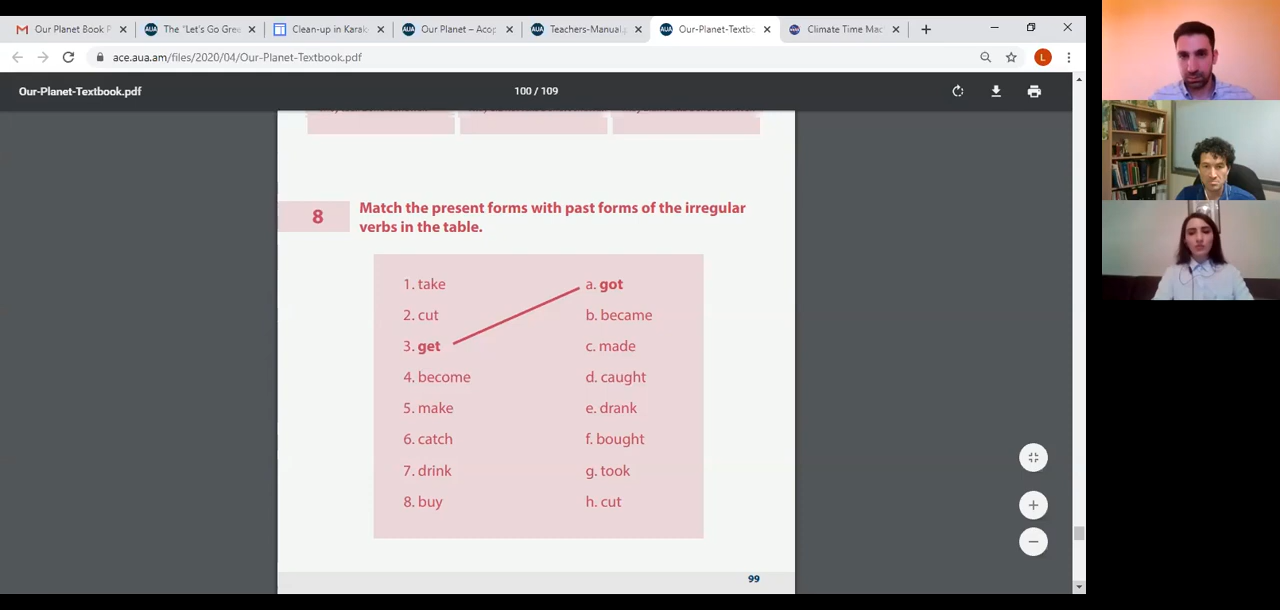 Our Planet Book P
The "Let's Go Gree
Clean-up in Karak
Our Planet – Acop
Teachers-Manual.p
Our-Planet-Textbo
Climate Time Mac
ace.aua.am/files/2020/04/Our-Planet-Textbook.pdf
L
Our-Planet-Textbook.pdf
100 / 109
8
Match the present forms with past forms of the irregular
verbs in the table.
1. take
a. got
2. cut
b. became
3. get
c. made
4. become
d. caught
5. make
e. drank
6. catch
f. bought
7. drink
g. took
8. buy
h. cut
99